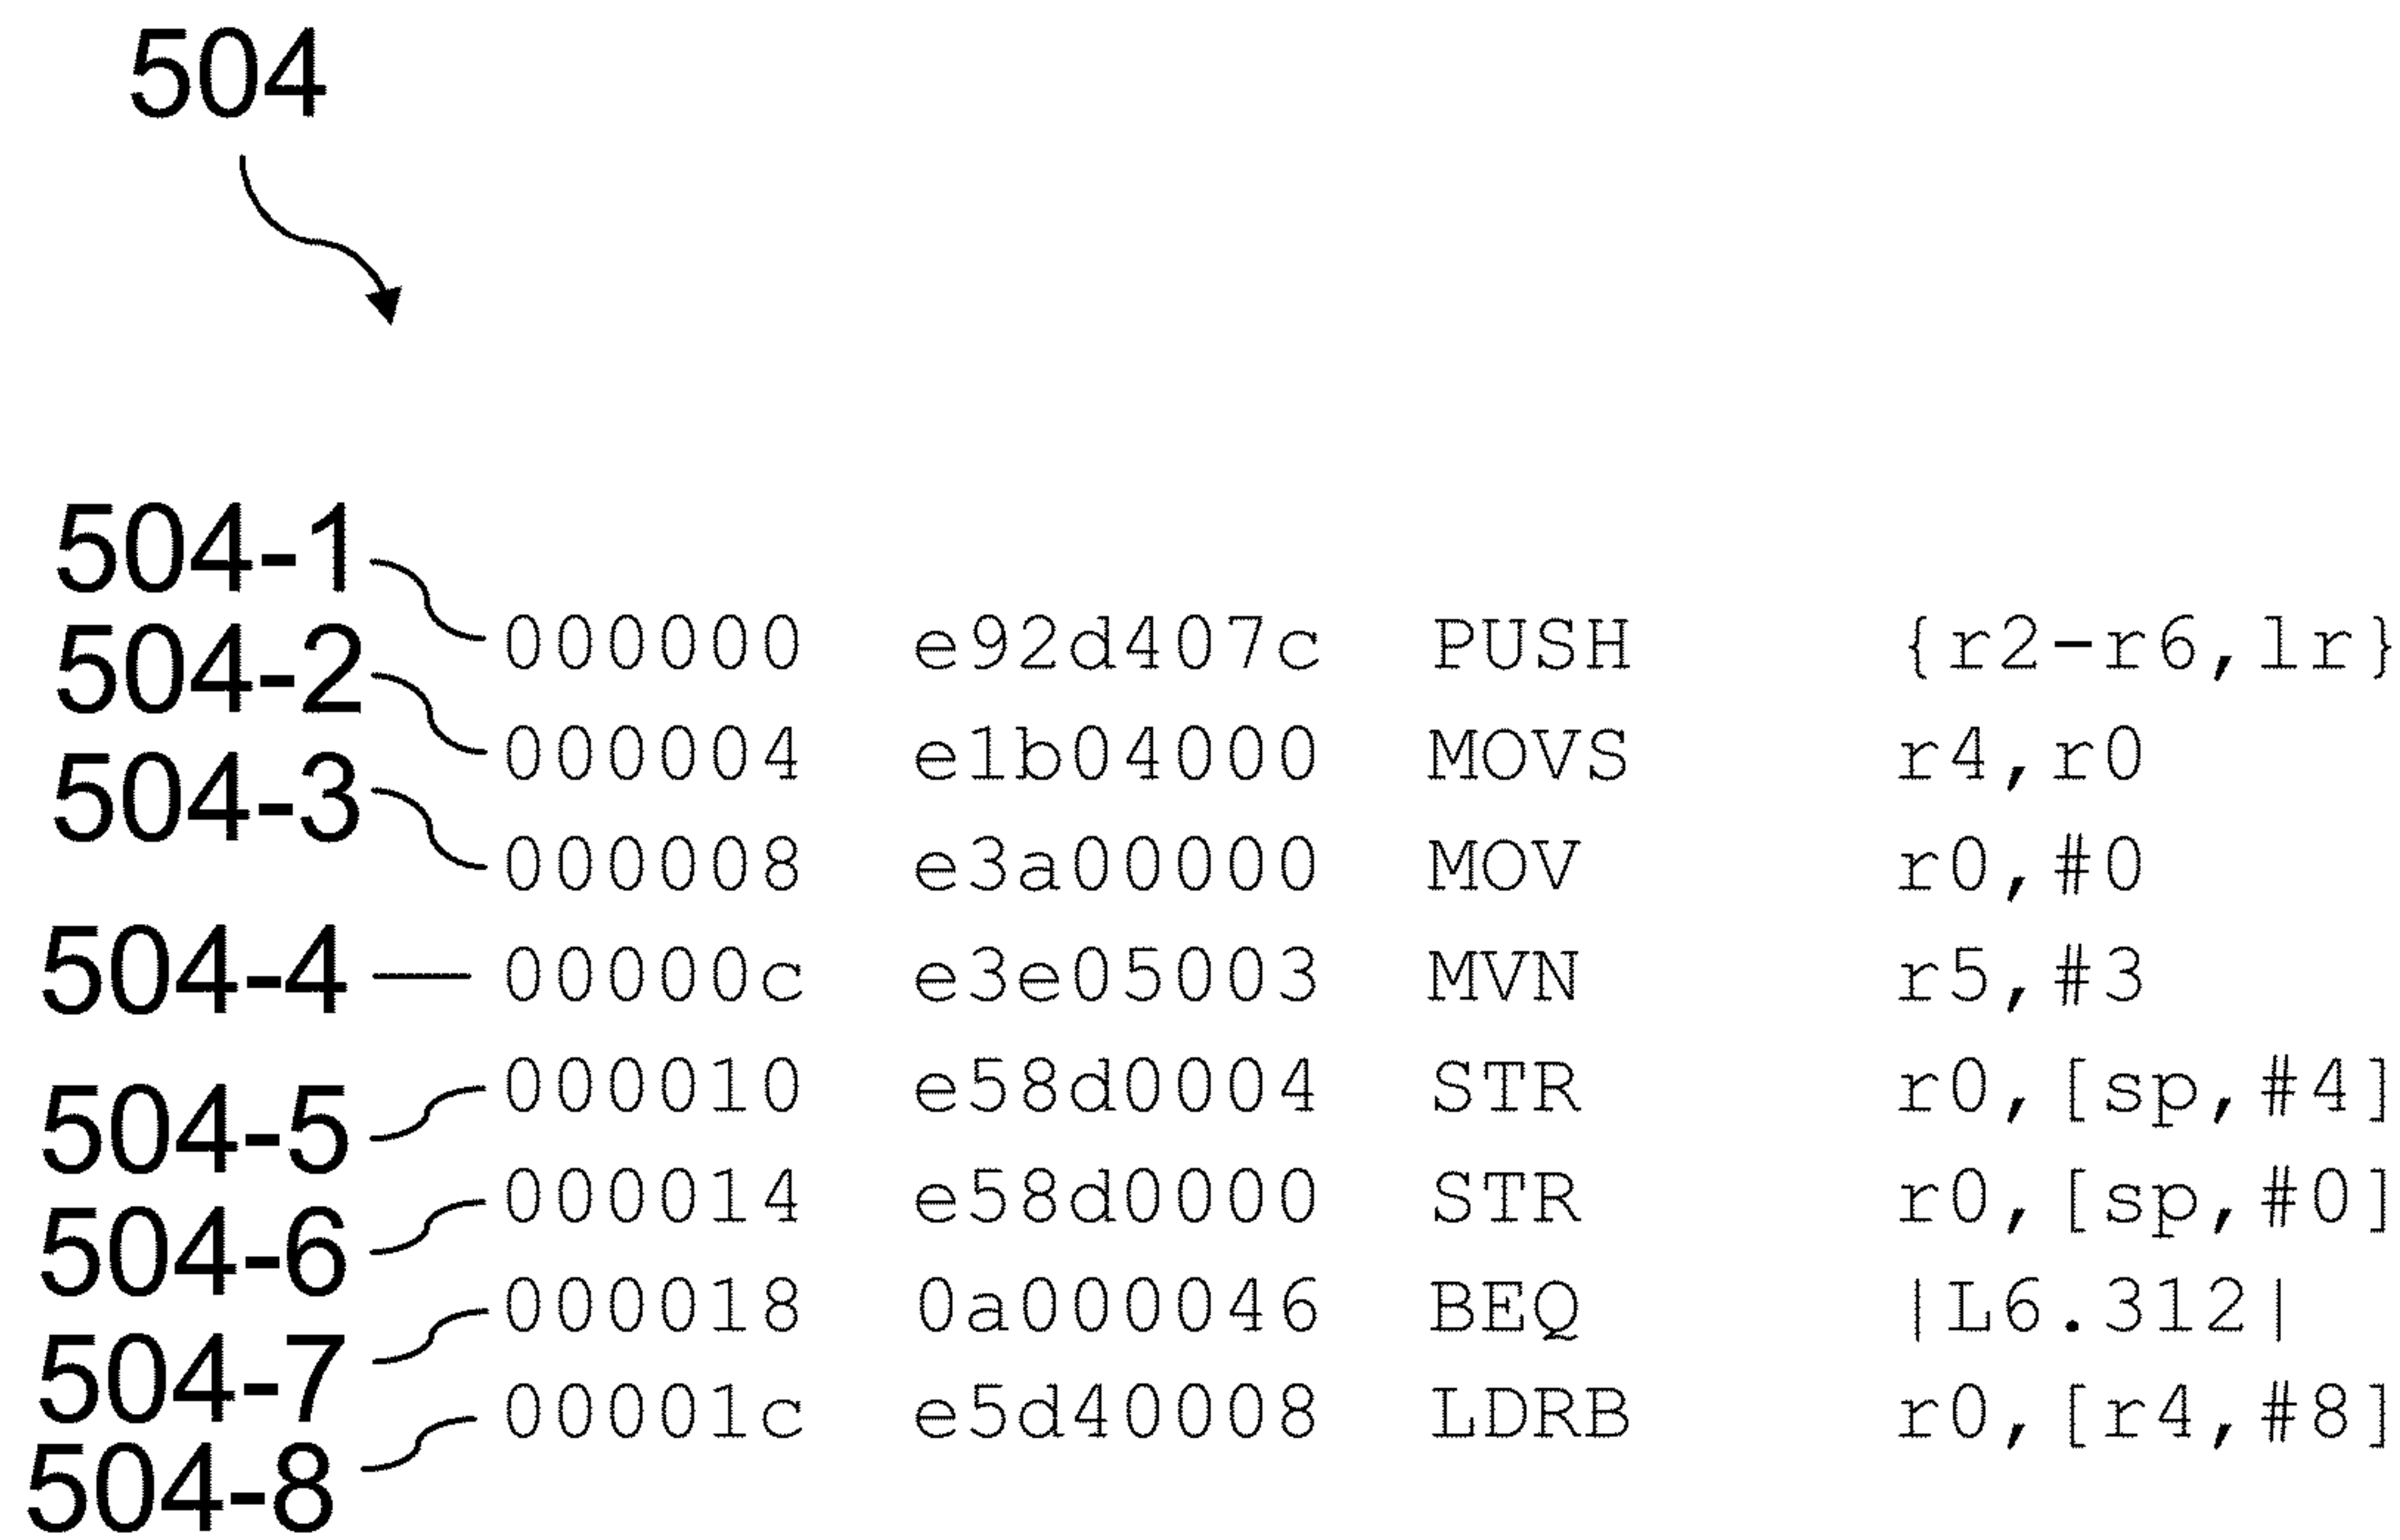 504
504-1 000000 e92d407c PUSH {r2-r6,lr}
504-2 000004 e1b04000 MOVS r4,r0
504-3 000008 e3a00000 MOV r0,#0
504-4 00000c e3e05003 MVN r5,#3
504-5 000010 e58d0004 STR r0,[sp,#4]
504-6 000014 e58d0000 STR r0,[sp,#0]
504-7 000018 0a000046 BEQ |L6.312|
504-8 00001c e5d40008 LDRB r0,[r4,#8]